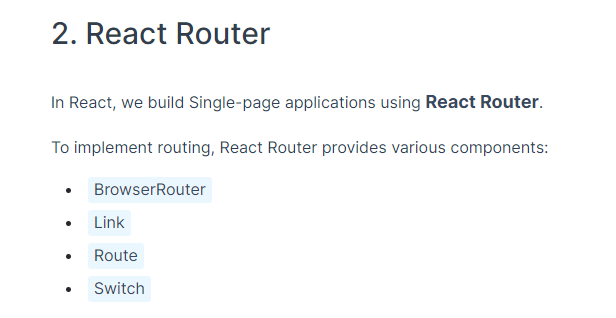 2. React Router
In React, we build Single-page applications using React Router.
To implement routing, React Router provides various components:
• BrowserRouter
• Link
• Route
• Switch